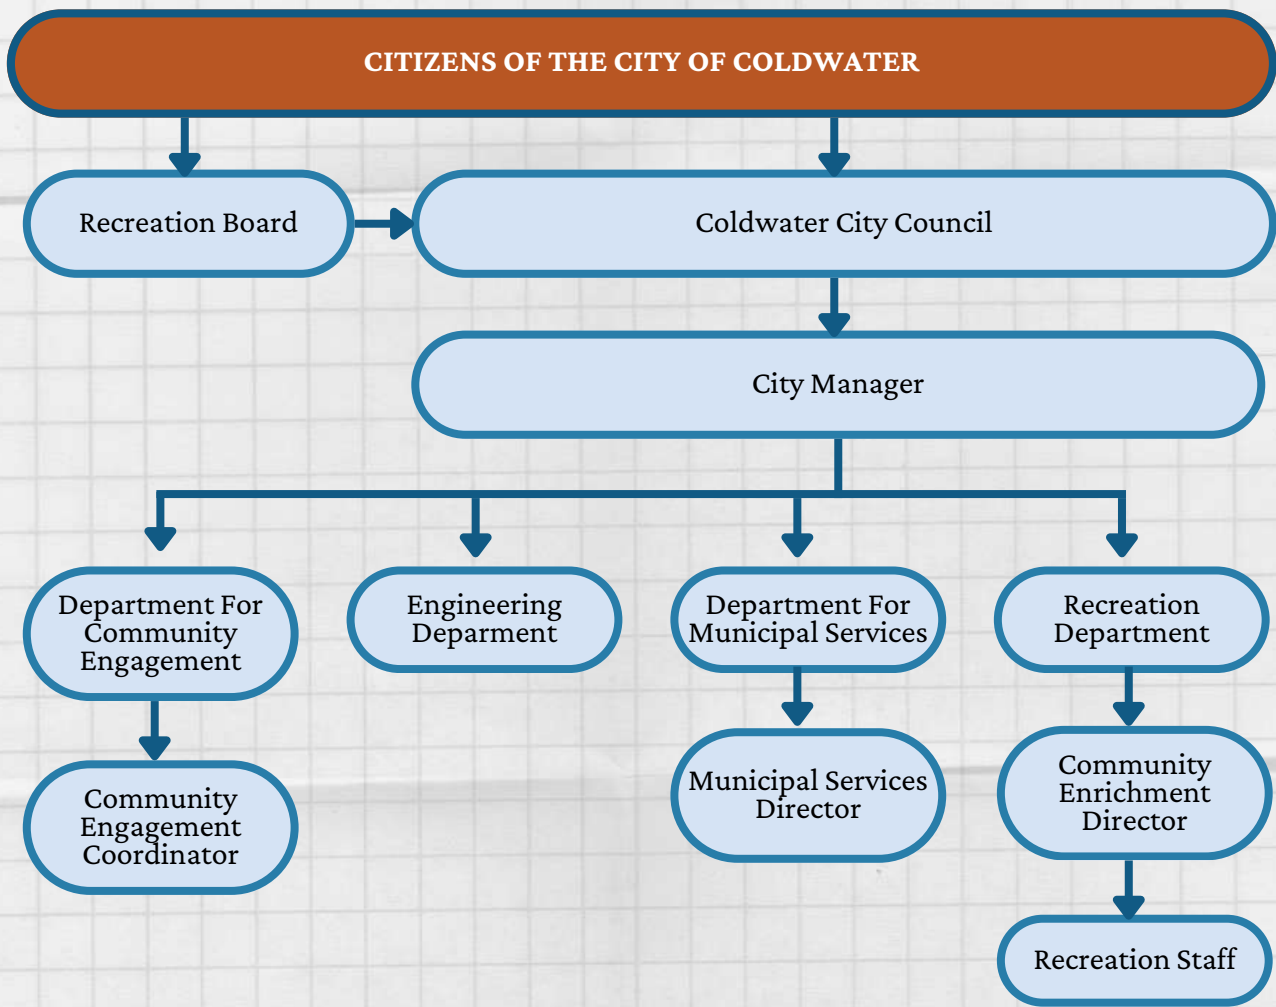 CITIZENS OF THE CITY OF COLDWATER
Recreation Board
Coldwater City Council
City Manager
Department For
Community
Engagement
Engineering
Deparment
Department For
Municipal Services
Recreation
Department
Community
Engagement
Coordinator
Municipal Services
Director
Community
Enrichment
Director
Recreation Staff